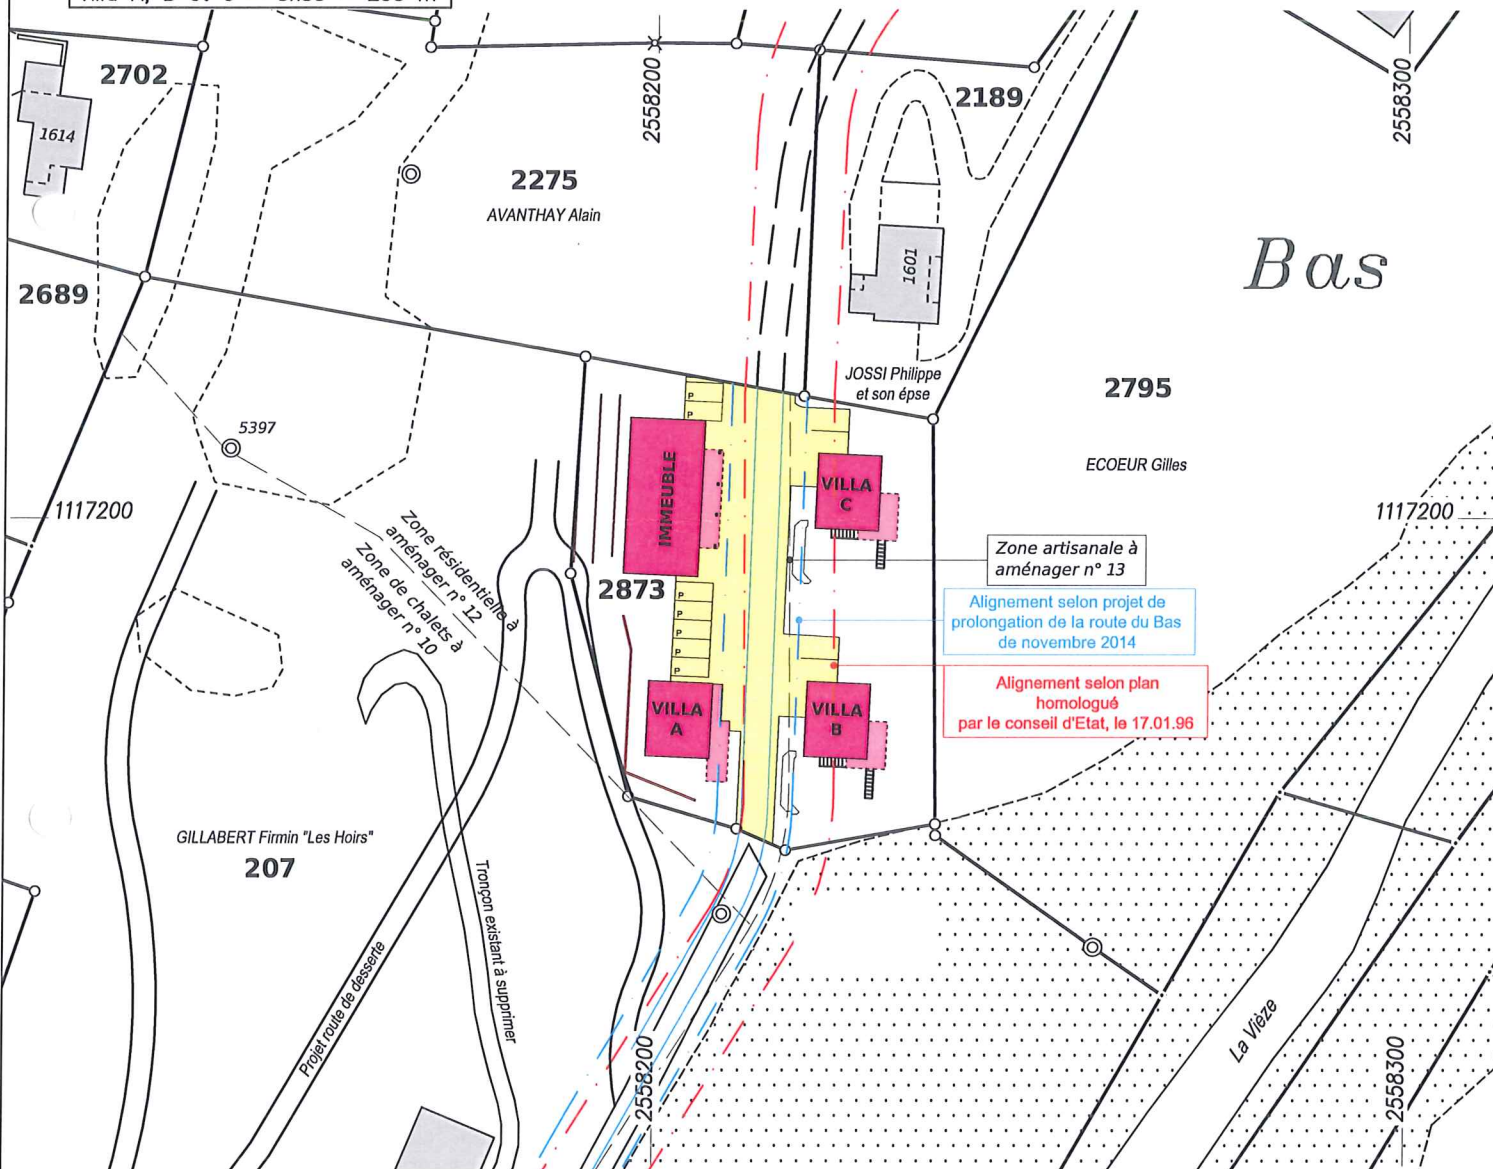 2702
1614
2558200
2189
2558300
2275
AVANTHAY Alain
1601
Bas
2689
JOSSI Philippe
et son épse
2795
P
P
5397
IMMEUBLE
VILLA
C
ECOEUR Gilles
1117200
1117200
Zone résidentielle à
aménager n° 12
Zone de chalets à
aménager n° 10
Zone artisanale à
aménager n° 13
2873
P
P
P
P
P
Alignement selon projet de
prolongation de la route du Bas
de novembre 2014
Alignement selon plan
homologué
par le conseil d'Etat, le 17.01.96
VILLA
A
VILLA
B
GILLABERT Firmin "Les Hoirs"
207
Tronçon existant à supprimer
Projet route de desserte
La Vièze
2558200
2558300